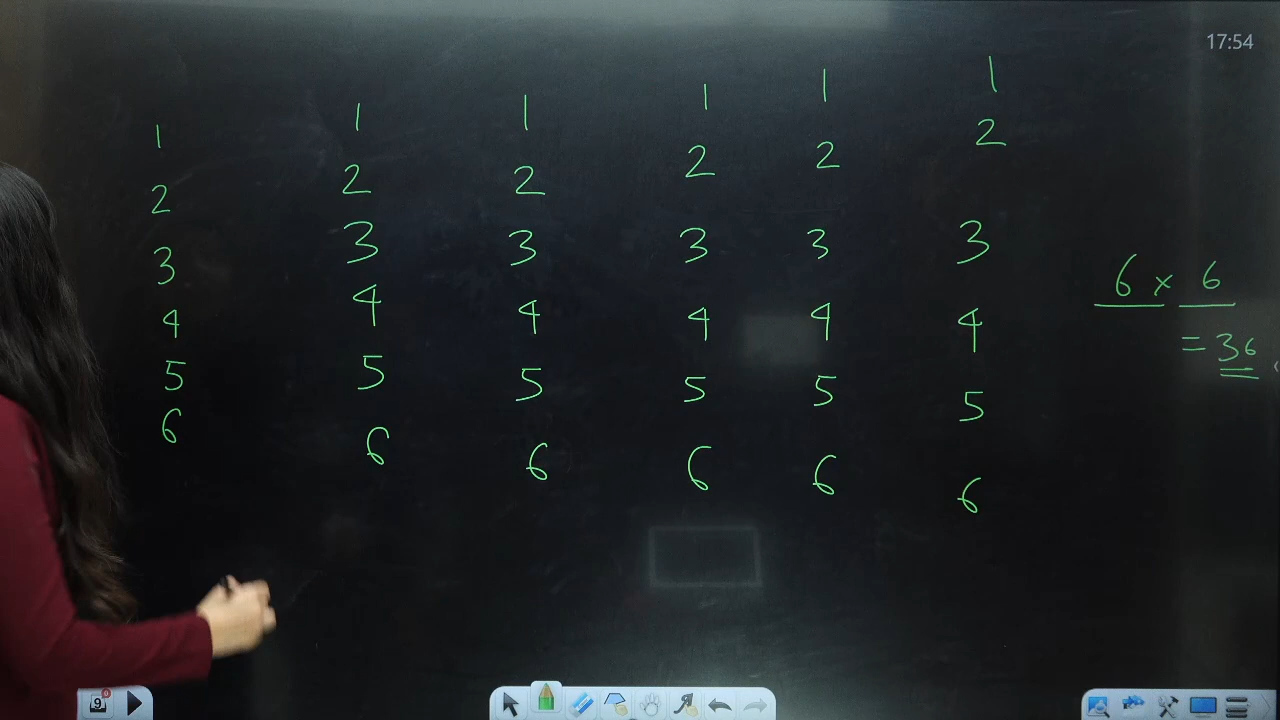 17:54
1 1 1 1 1 1
2 2 2 2 2 2
3 3 3 3 3 3
4 4 4 4 4 4
5 5 5 5 5 5
6 6 6 6 6 6
6 × 6
= 36
9